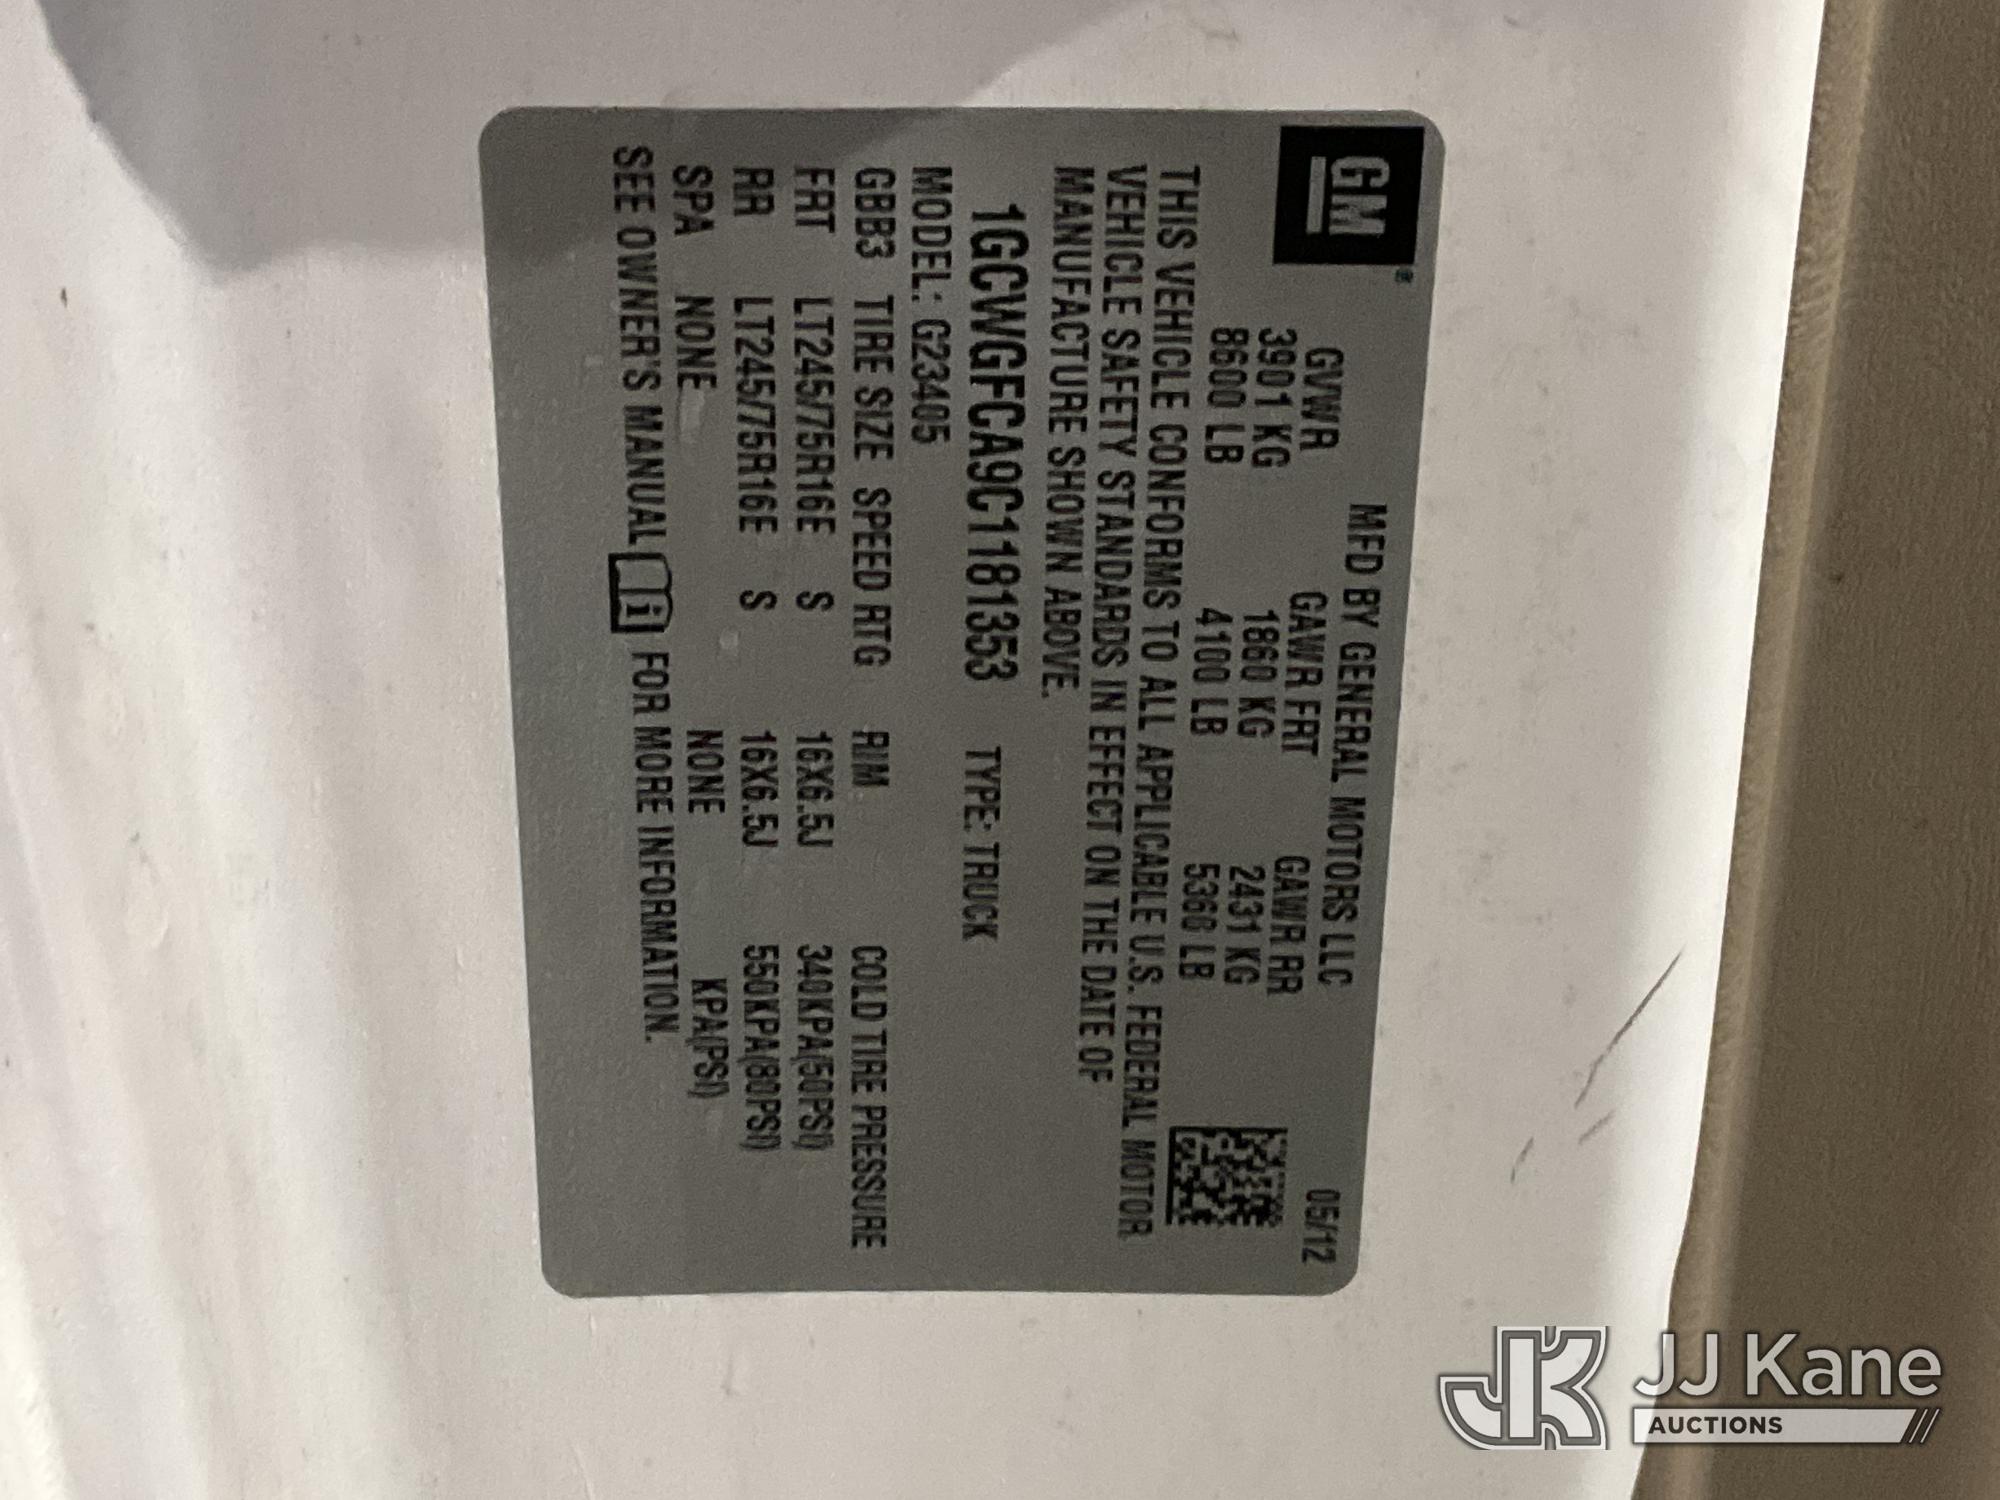 GM
MFD BY GENERAL MOTORS LLC 05/12
GVWR GAWR FRT GAWR RR
3901 KG 1860 KG 2431 KG
8600 LB 4100 LB 5360 LB
THIS VEHICLE CONFORMS TO ALL APPLICABLE U.S. FEDERAL MOTOR
VEHICLE SAFETY STANDARDS IN EFFECT ON THE DATE OF
MANUFACTURE SHOWN ABOVE.
1GCWGFCA9C1181353 TYPE: TRUCK
MODEL: G23405
GBB3 TIRE SIZE SPEED RTG RIM COLD TIRE PRESSURE
FRT LT245/75R16E S 16X6.5J 340KPA(50PSI)
RR LT245/75R16E S 16X6.5J 550KPA(80PSI)
SPA NONE NONE KPA(PSI)
SEE OWNER'S MANUAL i FOR MORE INFORMATION.
JK JJ Kane
AUCTIONS